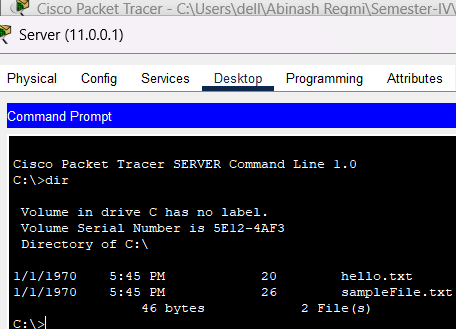 Cisco Packet Tracer - C:\Users\dell\Abinash Regmi\Semester-IV\
Server (11.0.0.1)
Physical Config Services Desktop Programming Attributes
Command Prompt
Cisco Packet Tracer SERVER Command Line 1.0
C:\>dir
Volume in drive C has no label.
Volume Serial Number is 5E12-4AF3
Directory of C:\
1/1/1970 5:45 PM 20 hello.txt
1/1/1970 5:45 PM 26 sampleFile.txt
46 bytes 2 File(s)
C:\>